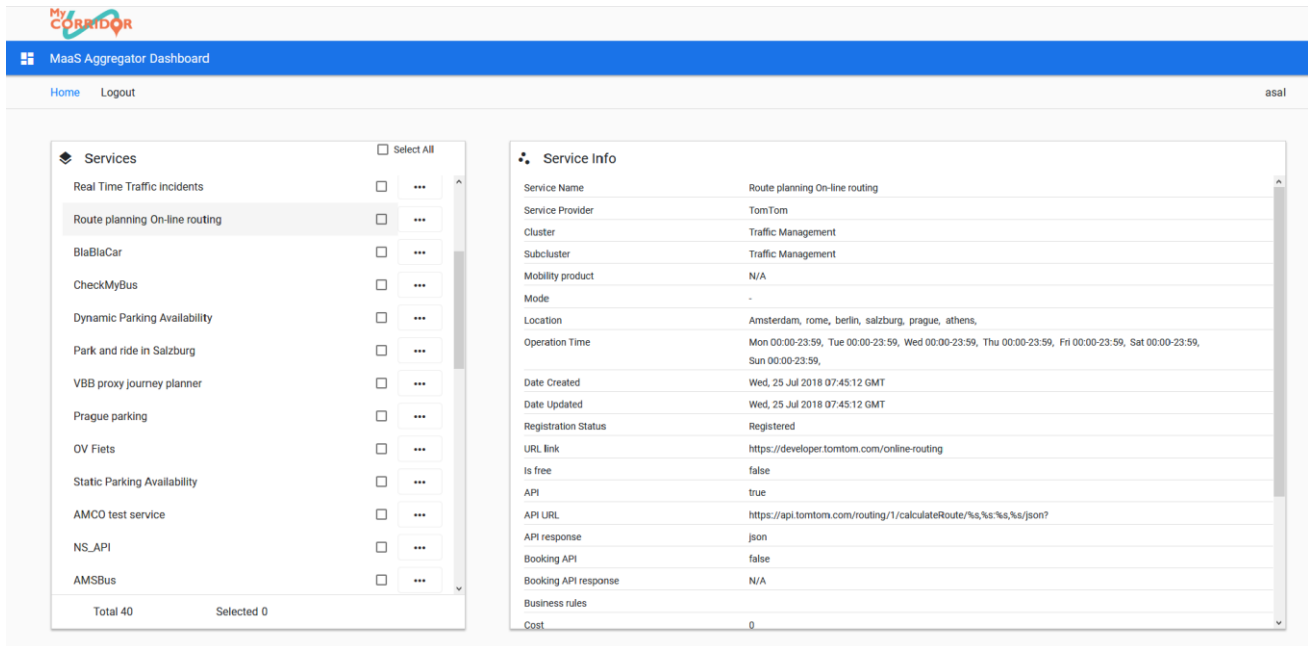 My
CORRIDOR
MaaS Aggregator Dashboard
Home Logout asal
Services Select All
Real Time Traffic incidents
Route planning On-line routing
BlaBlaCar
CheckMyBus
Dynamic Parking Availability
Park and ride in Salzburg
VBB proxy journey planner
Prague parking
OV Fiets
Static Parking Availability
AMCO test service
NS_API
AMSBus
Total 40 Selected 0
Service Info
Service Name Route planning On-line routing
Service Provider TomTom
Cluster Traffic Management
Subcluster Traffic Management
Mobility product N/A
Mode -
Location Amsterdam, rome, berlin, salzburg, prague, athens,
Operation Time Mon 00:00-23:59, Tue 00:00-23:59, Wed 00:00-23:59, Thu 00:00-23:59, Fri 00:00-23:59, Sat 00:00-23:59,
Sun 00:00-23:59,
Date Created Wed, 25 Jul 2018 07:45:12 GMT
Date Updated Wed, 25 Jul 2018 07:45:12 GMT
Registration Status Registered
URL link https://developer.tomtom.com/online-routing
Is free false
API true
API URL https://api.tomtom.com/routing/1/calculateRoute/%s,%s:%s,%s/json?
API response json
Booking API false
Booking API response N/A
Business rules
Cost 0